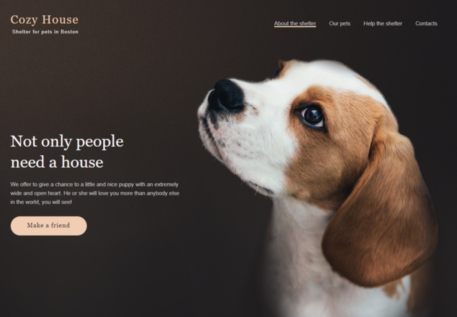 Cozy House
Shelter for pets in Boston
About the shelter
Our pets
Help the shelter
Contacts
Not only people
need a house
We offer to give a chance to a little and nice puppy with an extremely
wide and open heart. He or she will love you more than anybody else
in the world, you will see!
Make a friend